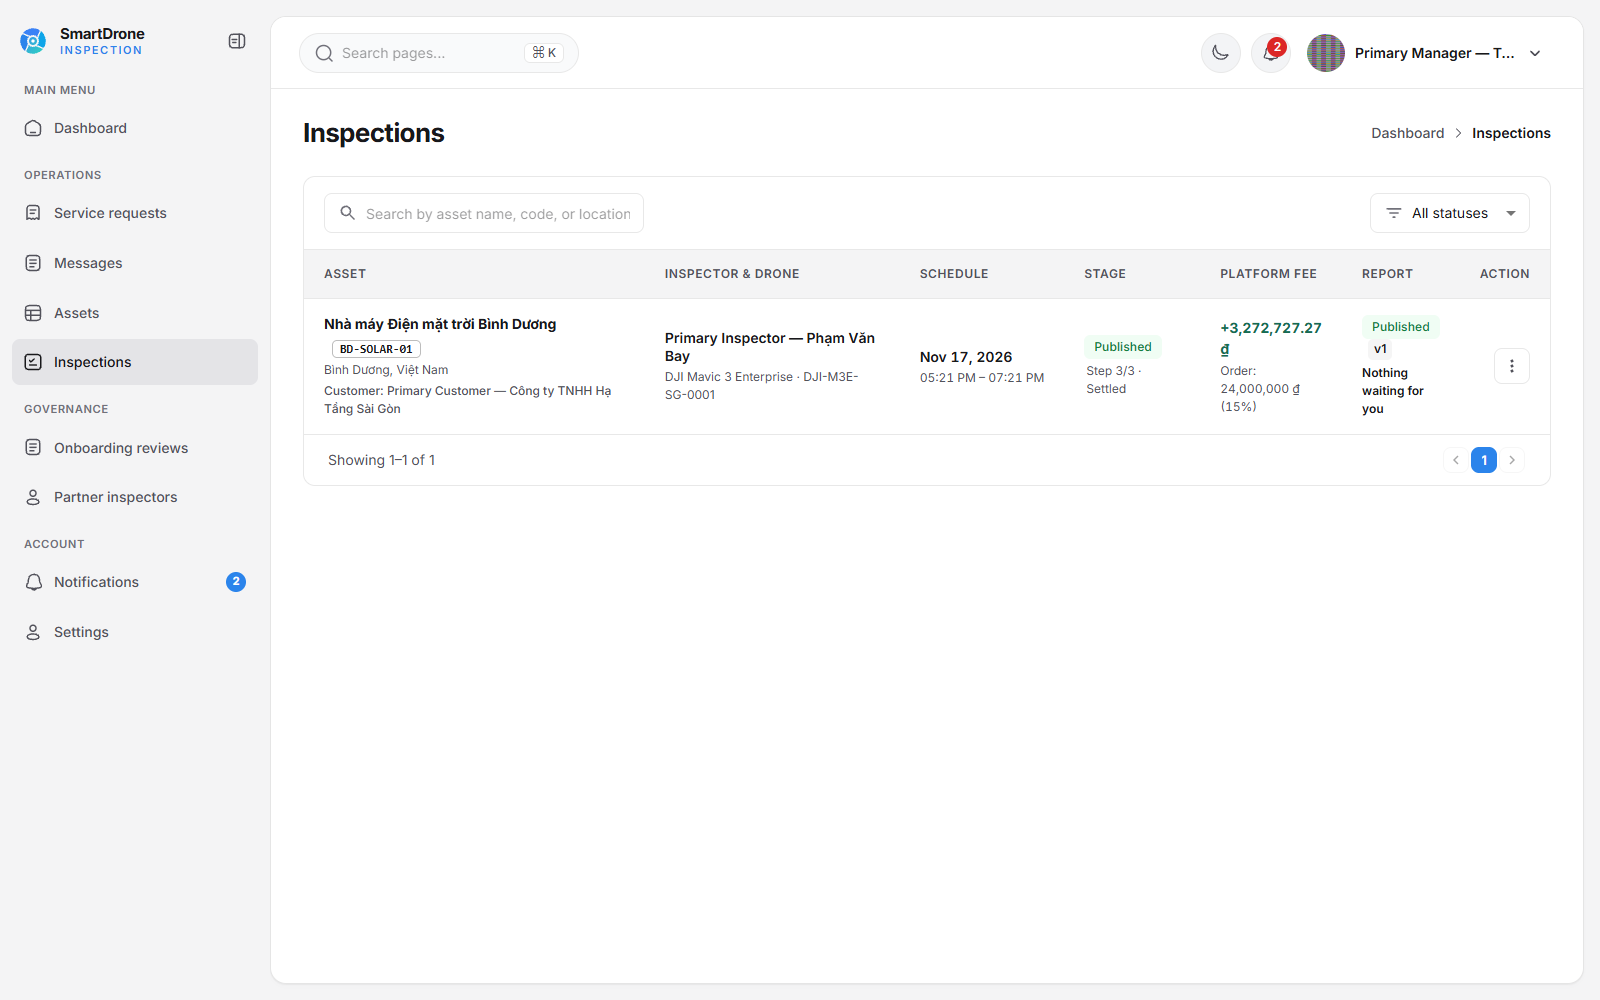 SmartDrone
INSPECTION
MAIN MENU
Dashboard
OPERATIONS
Service requests
Messages
Assets
Inspections
GOVERNANCE
Onboarding reviews
Partner inspectors
ACCOUNT
Notifications
2
Settings
Search pages...
⌘ K
2
Primary Manager — T...
Inspections
Dashboard > Inspections
Search by asset name, code, or location
All statuses
ASSET
INSPECTOR & DRONE
SCHEDULE
STAGE
PLATFORM FEE
REPORT
ACTION
Nhà máy Điện mặt trời Bình Dương
BD-SOLAR-01
Bình Dương, Việt Nam
Customer: Primary Customer — Công ty TNHH Hạ
Tầng Sài Gòn
Primary Inspector — Phạm Văn
Bay
DJI Mavic 3 Enterprise · DJI-M3E-
SG-0001
Nov 17, 2026
05:21 PM – 07:21 PM
Published
Step 3/3 ·
Settled
+3,272,727.27
₫
Order:
24,000,000 ₫
(15%)
Published
v1
Nothing
waiting for
you
Showing 1–1 of 1
1